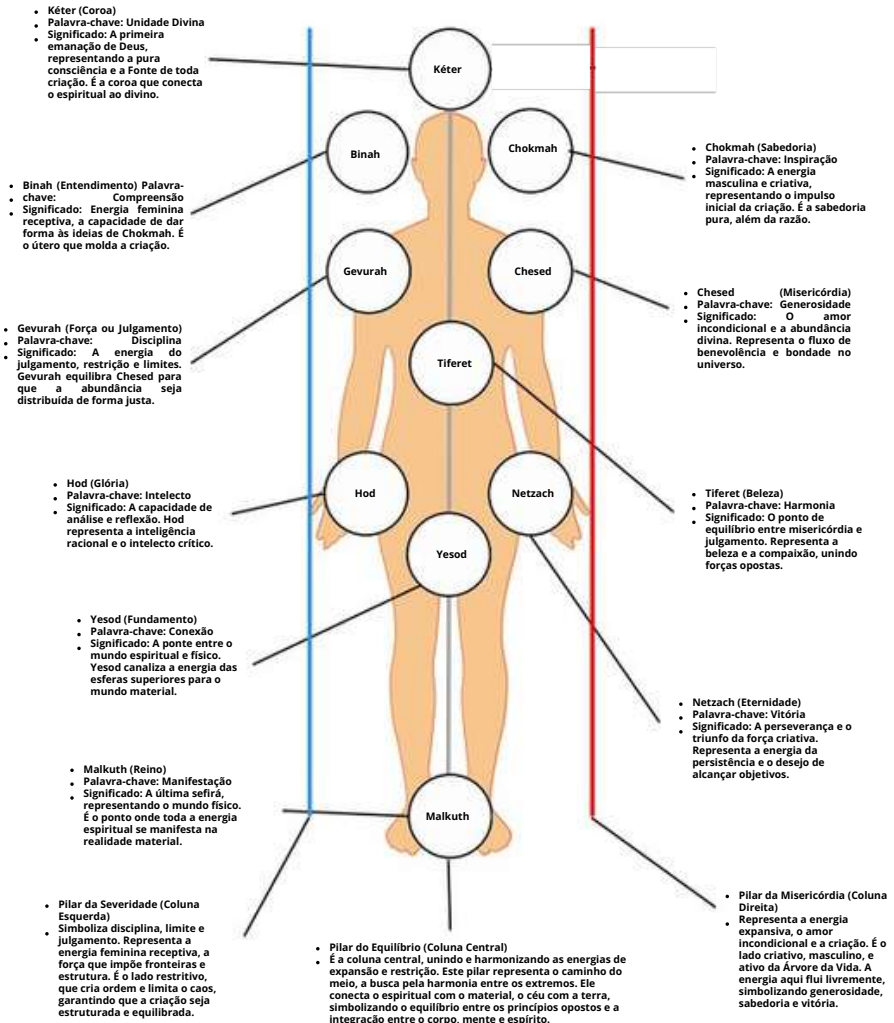 Kéter (Coroa)
Palavra-chave: Unidade Divina
Significado: A primeira
emanação de Deus,
representando a pura
consciência e a Fonte de toda
criação. É a coroa que conecta
o espiritual ao divino.
Kéter
Binah
Chokmah
Chokmah (Sabedoria)
Palavra-chave: Inspiração
Significado: A energia
masculina e criativa,
representando o impulso
inicial da criação. É a sabedoria
pura, além da razão.
Binah (Entendimento) Palavra-
chave: Compreensão
Significado: Energia feminina
receptiva, a capacidade de dar
forma às ideias de Chokmah. É
o útero que molda a criação.
Gevurah
Chesed
Chesed (Misericórdia)
Palavra-chave: Generosidade
Significado: O amor
incondicional e a abundância
divina. Representa o fluxo de
benevolência e bondade no
universo.
Gevurah (Força ou Julgamento)
Palavra-chave: Disciplina
Significado: A energia do
julgamento, restrição e limites.
Gevurah equilibra Chesed para
que a abundância seja
distribuída de forma justa.
Tiferet
Hod (Glória)
Palavra-chave: Intelecto
Significado: A capacidade de
análise e reflexão. Hod
representa a inteligência
racional e o intelecto crítico.
Hod
Netzach
Tiferet (Beleza)
Palavra-chave: Harmonia
Significado: O ponto de
equilíbrio entre misericórdia e
julgamento. Representa a
beleza e a compaixão, unindo
forças opostas.
Yesod
Yesod (Fundamento)
Palavra-chave: Conexão
Significado: A ponte entre o
mundo espiritual e físico.
Yesod canaliza a energia das
esferas superiores para o
mundo material.
Netzach (Eternidade)
Palavra-chave: Vitória
Significado: A perseverança e o
triunfo da força criativa.
Representa a energia da
persistência e o desejo de
alcançar objetivos.
Malkuth (Reino)
Palavra-chave: Manifestação
Significado: A última sefirá,
representando o mundo físico.
É o ponto onde toda a energia
espiritual se manifesta na
realidade material.
Malkuth
Pilar da Severidade (Coluna
Esquerda)
Simboliza disciplina, limite e
julgamento. Representa a
energia feminina receptiva, a
força que impõe fronteiras e
estrutura. É o lado restritivo,
que cria ordem e limita o caos,
garantindo que a criação seja
estruturada e equilibrada.
Pilar do Equilíbrio (Coluna Central)
É a coluna central, unindo e harmonizando as energias de
expansão e restrição. Este pilar representa o caminho do
meio, a busca pela harmonia entre os extremos. Ele
conecta o espiritual com o material, o céu com a terra,
simbolizando o equilíbrio entre os princípios opostos e a
integração entre o corpo, mente e espírito.
Pilar da Misericórdia (Coluna
Direita)
Representa a energia
expansiva, o amor
incondicional e a criação. É o
lado criativo, masculino, e
ativo da Árvore da Vida. A
energia aqui flui livremente,
simbolizando generosidade,
sabedoria e vitória.